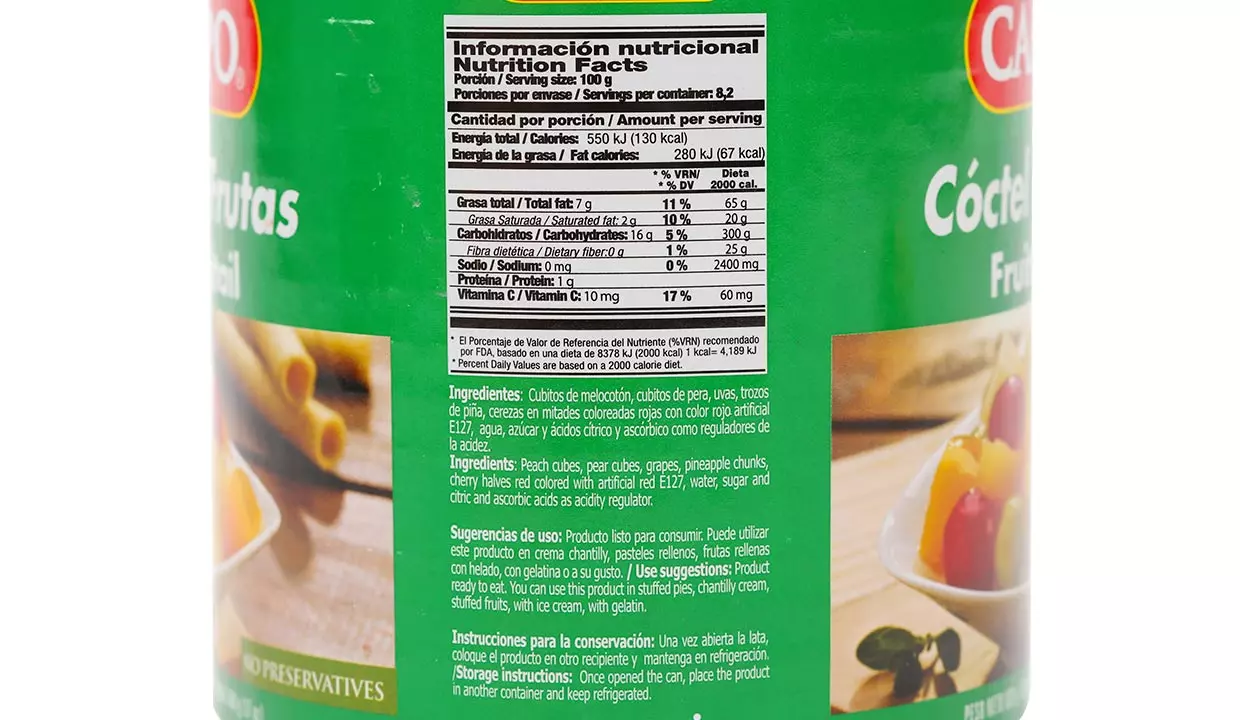 PO®
CA
Frutas
Cóctel
Información nutricional
Nutrition Facts
Porción / Serving size: 100 g
Porciones por envase / Servings per container: 8,2
Cantidad por porción / Amount per serving
Energía total / Calories: 550 kJ (130 kcal)
Energía de la grasa / Fat calories: 280 kJ (67 kcal)
* % VRN/ Dieta
* % DV 2000 cal.
Grasa total / Total fat: 7 g 11 % 65 g
Grasa Saturada / Saturated fat: 2 g 10 % 20 g
Carbohidratos / Carbohydrates: 16 g 5 % 300 g
Fibra dietética / Dietary fiber:0 g 1 % 25 g
Sodio / Sodium: 0 mg 0 % 2400 mg
Proteína / Protein: 1 g
Vitamina C / Vitamin C: 10 mg 17 % 60 mg
* El Porcentaje de Valor de Referencia del Nutriente (%VRN) recomendado
por FDA, basado en una dieta de 8378 kJ (2000 kcal) 1 kcal= 4,189 kJ
* Percent Daily Values are based on a 2000 calorie diet.
Ingredientes: Cubitos de melocotón, cubitos de pera, uvas, trozos
de piña, cerezas en mitades coloreadas rojas con color rojo artificial
E127, agua, azúcar y ácidos cítrico y ascórbico como reguladores de
la acidez.
Ingredients: Peach cubes, pear cubes, grapes, pineapple chunks,
cherry halves red colored with artificial red E127, water, sugar and
citric and ascorbic acids as acidity regulator.
Sugerencias de uso: Producto listo para consumir. Puede utilizar
este producto en crema chantilly, pasteles rellenos, frutas rellenas
con helado, con gelatina o a su gusto. / Use suggestions: Product
ready to eat. You can use this product in stuffed pies, chantilly cream,
stuffed fruits, with ice cream, with gelatin.
Instrucciones para la conservación: Una vez abierta la lata,
coloque el producto en otro recipiente y mantenga en refrigeración.
/Storage instructions: Once opened the can, place the product
in another container and keep refrigerated.
NO PRESERVATIVES
Fruit
PESO